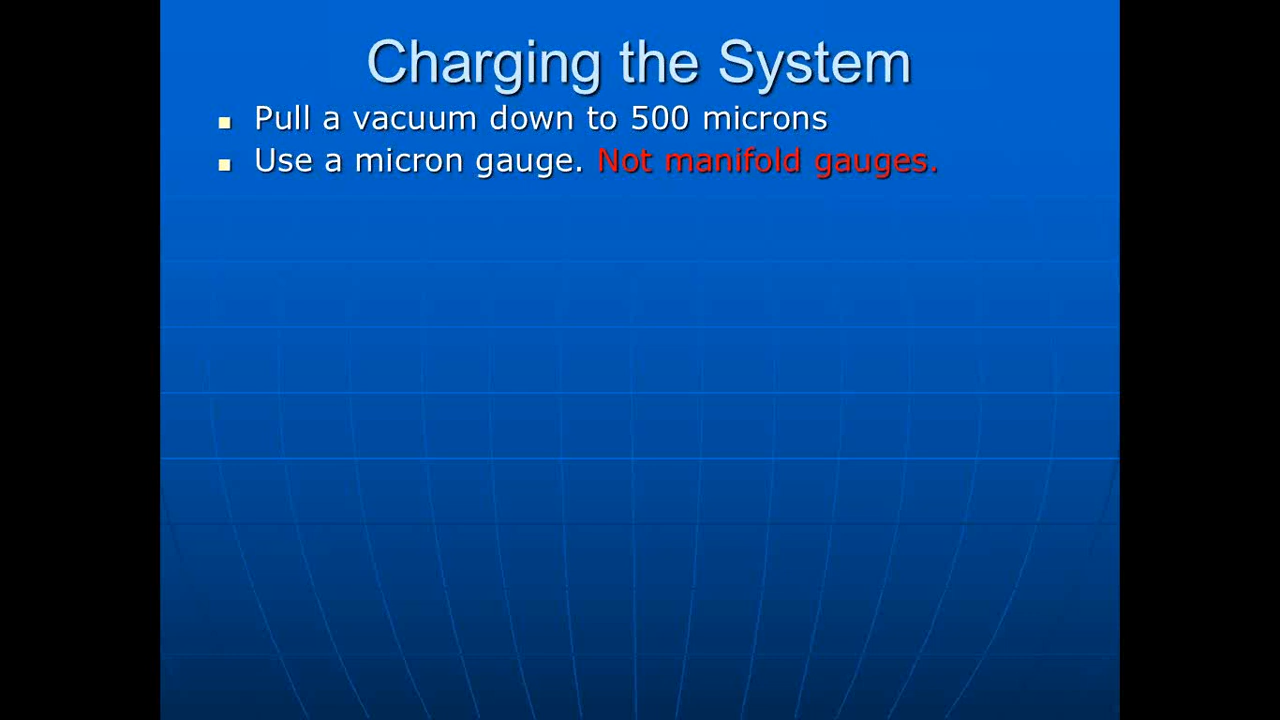 Charging the System
Pull a vacuum down to 500 microns
Use a micron gauge. Not manifold gauges.